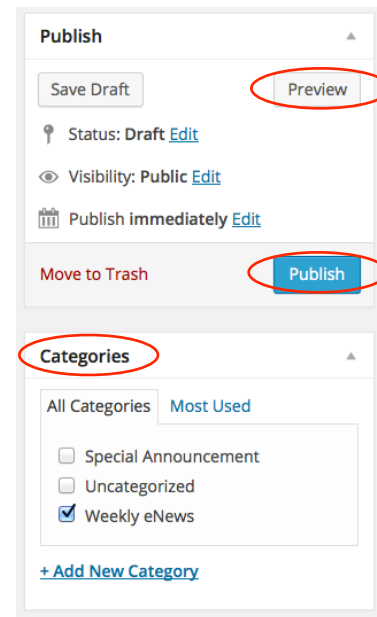 Publish
Save Draft Preview
Status: Draft Edit
Visibility: Public Edit
Publish immediately Edit
Move to Trash Publish
Categories
All Categories Most Used
Special Announcement
Uncategorized
Weekly eNews
+ Add New Category